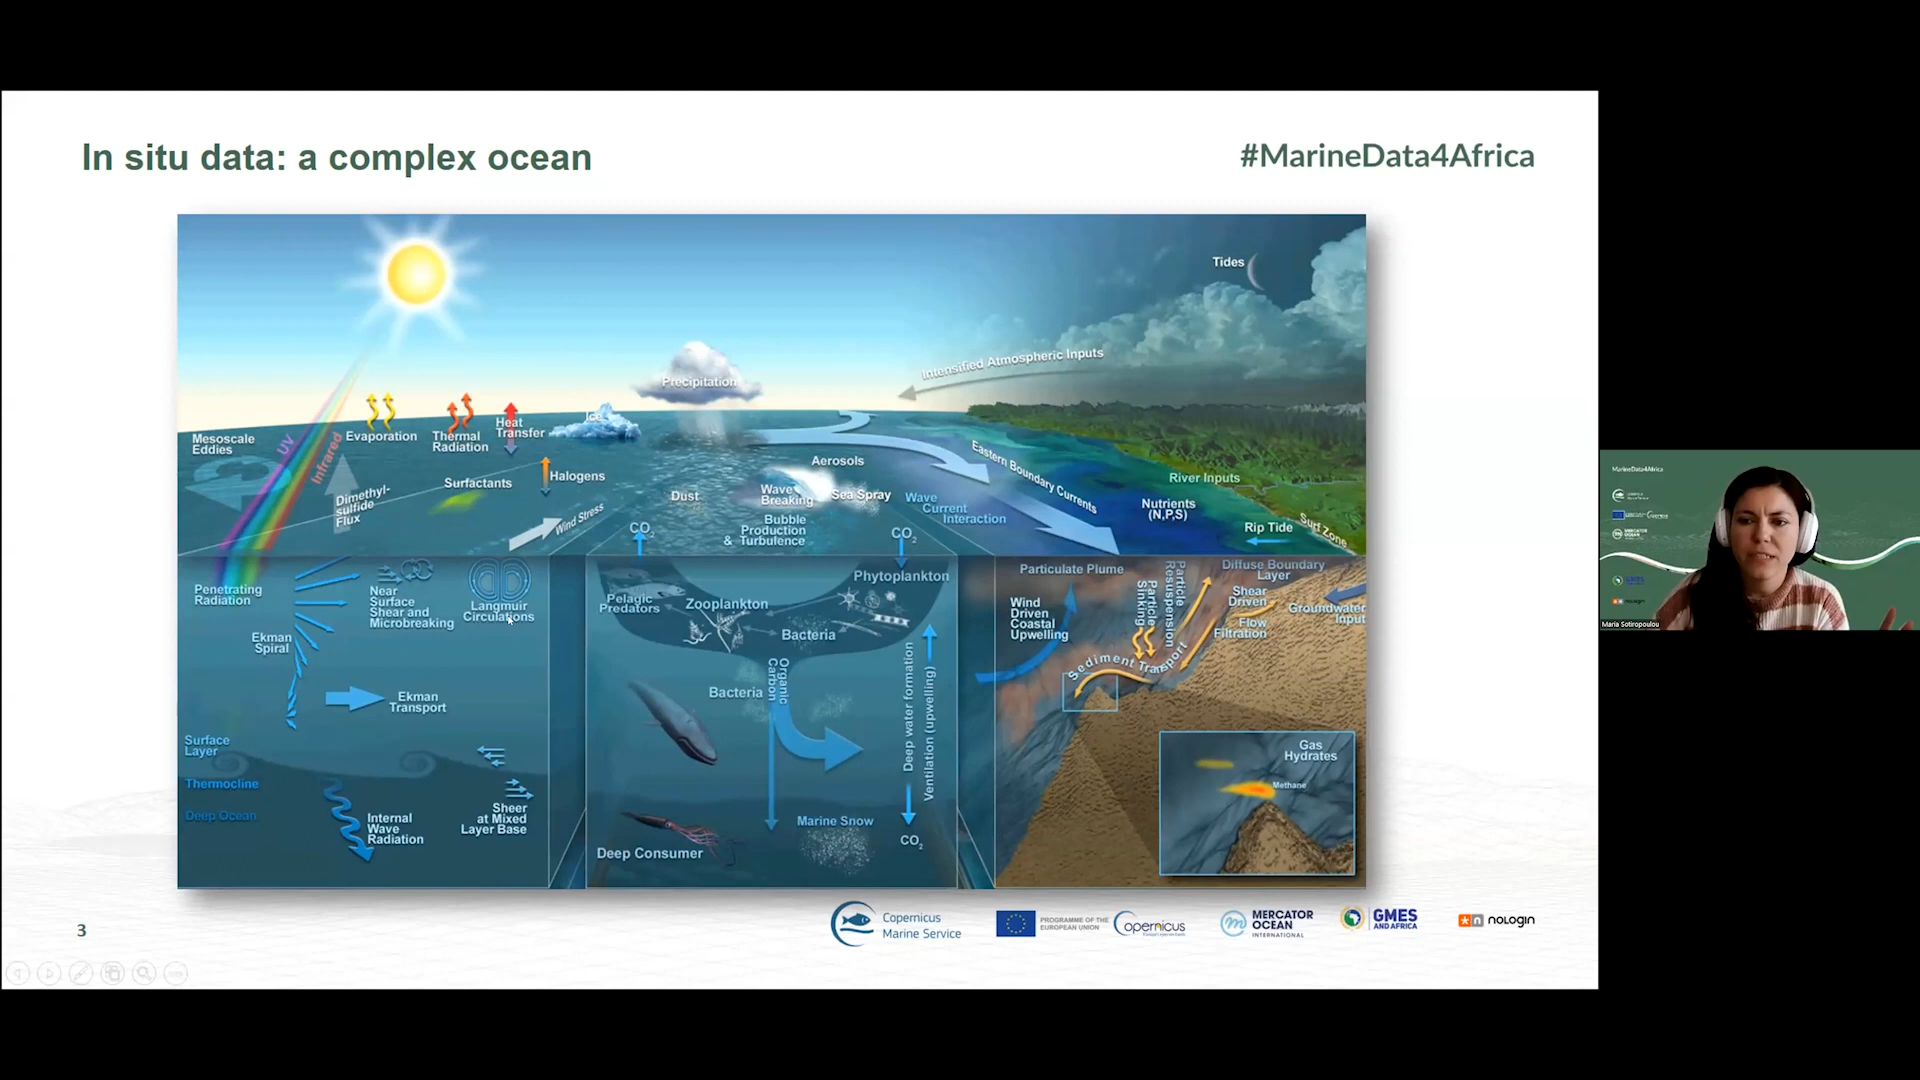 In situ data: a complex ocean
#MarineData4Africa
Tides
Intensified Atmospheric Inputs
Precipitation
Ice
Mesoscale
Eddies
UV
Infrared
Evaporation
Thermal
Radiation
Heat
Transfer
Halogens
Surfactants
Dimethyl-
sulfide
Flux
Wind Stress
Dust
Aerosols
Wave
Breaking
Sea Spray
Bubble
Production
& Turbulence
Wave
Current
Interaction
CO2
CO2
Eastern Boundary Currents
River Inputs
Nutrients
(N,P,S)
Rip Tide
Surf Zone
Penetrating
Radiation
Near
Surface
Shear and
Microbreaking
Langmuir
Circulations
Ekman
Spiral
Ekman
Transport
Surface
Layer
Thermocline
Deep Ocean
Internal
Wave
Radiation
Sheer
at Mixed
Layer Base
Pelagic
Predators
Zooplankton
Phytoplankton
Bacteria
Bacteria
Organic
Carbon
Deep water formation
Ventilation (upwelling)
Marine Snow
CO2
Deep Consumer
Particulate Plume
Wind
Driven
Coastal
Upwelling
Particle
Sinking
Particle
Resuspension
Diffuse Boundary
Layer
Shear
Driven
Flow
Filtration
Groundwater
Input
Sediment Transport
Gas
Hydrates
Methane
3
Copernicus
Marine Service
PROGRAMME OF THE
EUROPEAN UNION
opernicus
MERCATOR
OCEAN
INTERNATIONAL
GMES
AND AFRICA
nologin
MarineData4Africa
Maria Sotiropoulou